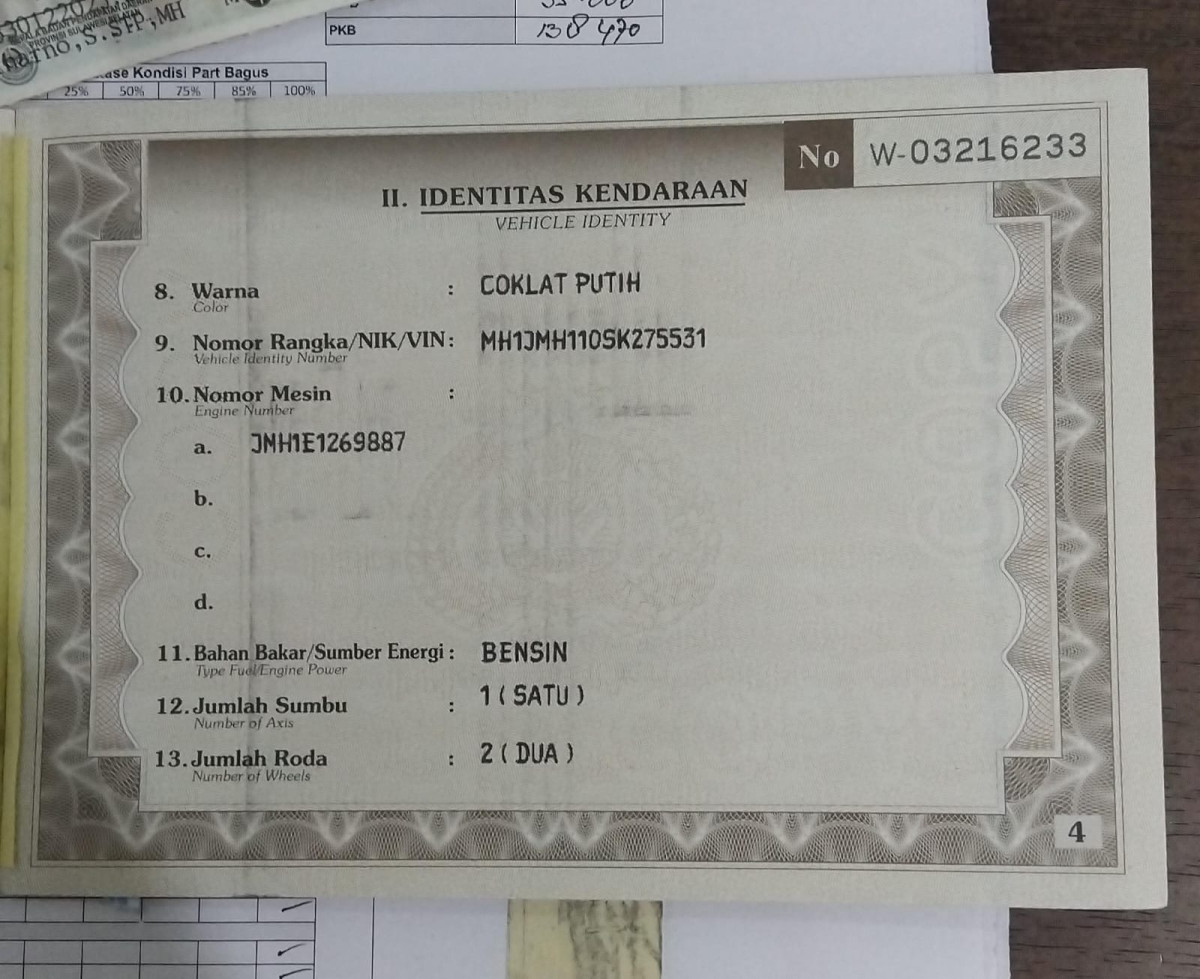 PKB 138 470
Kondisi Part Bagus
25% 50% 75% 85% 100%
No W-03216233
II. IDENTITAS KENDARAAN
VEHICLE IDENTITY
8. Warna : COKLAT PUTIH
Color
9. Nomor Rangka/NIK/VIN : MH1JMH110SK275531
Vehicle Identity Number
10. Nomor Mesin :
Engine Number
a. JMH1E1269887
b.
c.
d.
11. Bahan Bakar/Sumber Energi : BENSIN
Type Fuel/Engine Power
12. Jumlah Sumbu : 1 ( SATU )
Number of Axis
13. Jumlah Roda : 2 ( DUA )
Number of Wheels
4